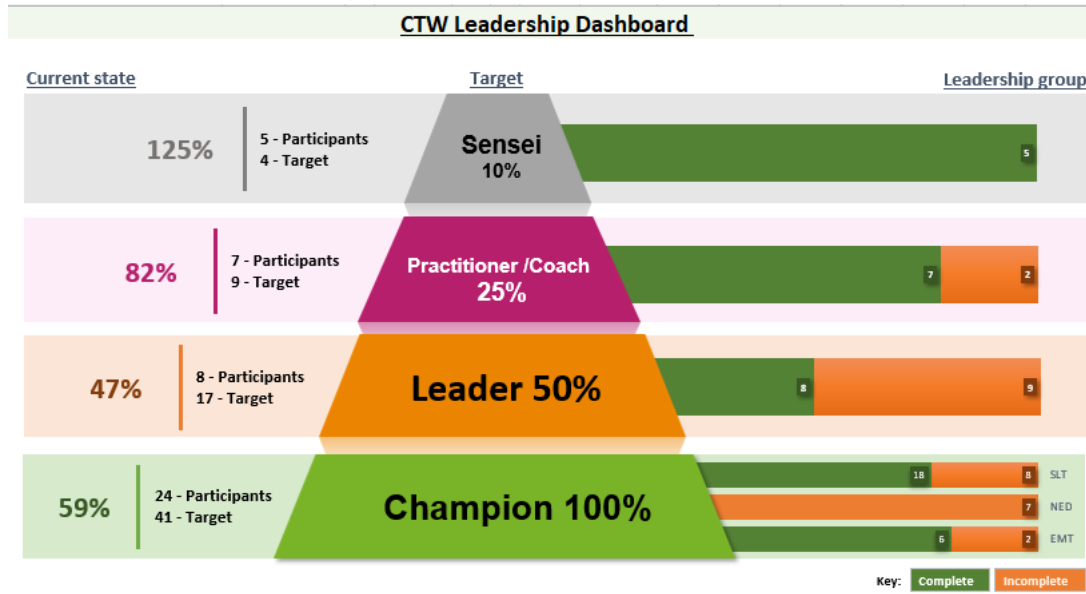 CTW Leadership Dashboard
Current state
Target
Leadership group
125%
5 - Participants
4 - Target
Sensei
10%
5
82%
7 - Participants
9 - Target
Practitioner /Coach
25%
7
2
47%
8 - Participants
17 - Target
Leader 50%
8
9
59%
24 - Participants
41 - Target
Champion 100%
18
8
SLT
7
NED
6
2
EMT
Key:
Complete
Incomplete